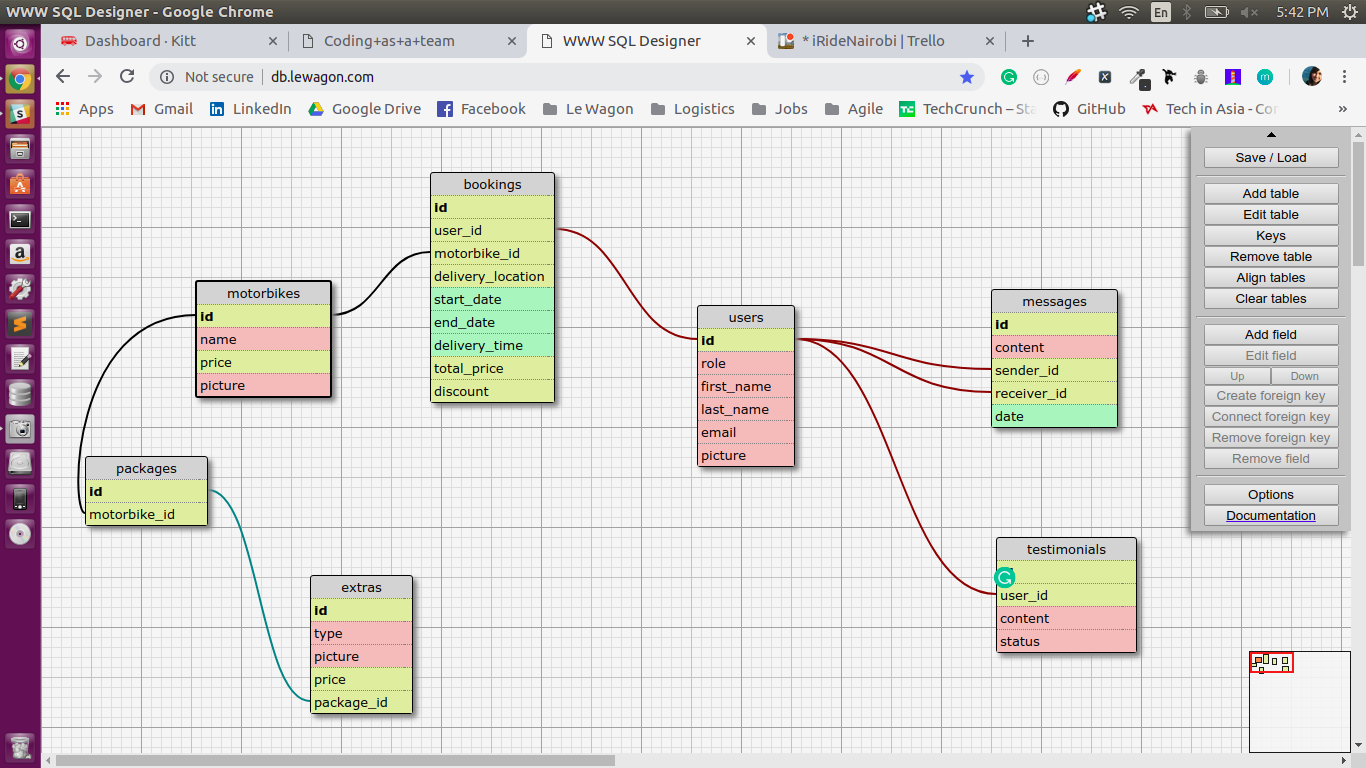 WWW SQL Designer - Google Chrome
En
5:42 PM
Dashboard · Kitt
Coding+as+a+team
WWW SQL Designer
* iRideNairobi | Trello
Not secure | db.lewagon.com
Apps
Gmail
LinkedIn
Google Drive
Facebook
Le Wagon
Logistics
Jobs
Agile
TechCrunch – Sta
GitHub
Tech in Asia - Cor
»
bookings
id
user_id
motorbike_id
delivery_location
start_date
end_date
delivery_time
total_price
discount
motorbikes
id
name
price
picture
users
id
role
first_name
last_name
email
picture
messages
id
content
sender_id
receiver_id
date
packages
id
motorbike_id
extras
id
type
picture
price
package_id
testimonials
user_id
content
status
Save / Load
Add table
Edit table
Keys
Remove table
Align tables
Clear tables
Add field
Edit field
Up
Down
Create foreign key
Connect foreign key
Remove foreign key
Remove field
Options
Documentation